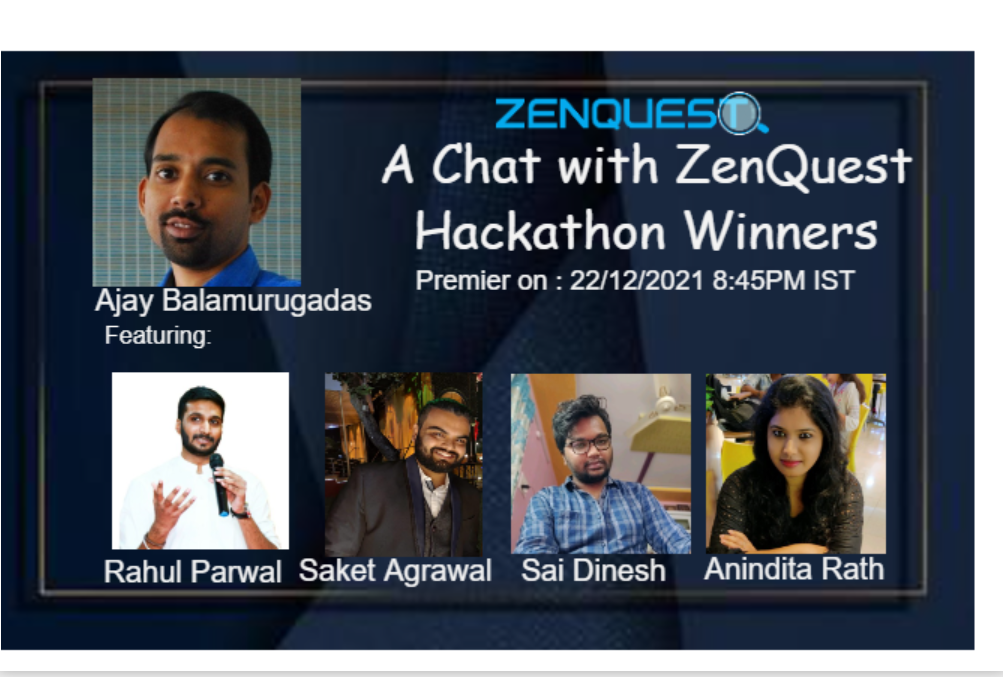 ZENQUEST
A Chat with ZenQuest
Hackathon Winners
Premier on : 22/12/2021 8:45PM IST
Ajay Balamurugadas
Featuring:
Rahul Parwal
Saket Agrawal
Sai Dinesh
Anindita Rath